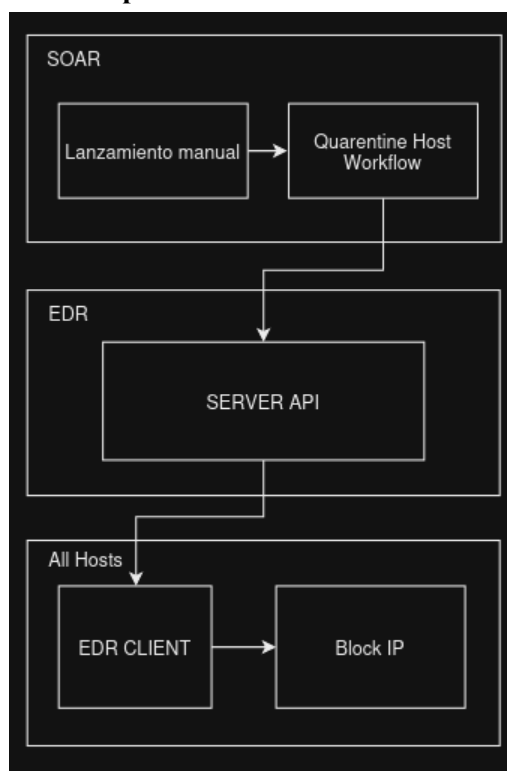 SOAR
Lanzamiento manual
Quarentine Host
Workflow
EDR
SERVER API
All Hosts
EDR CLIENT
Block IP